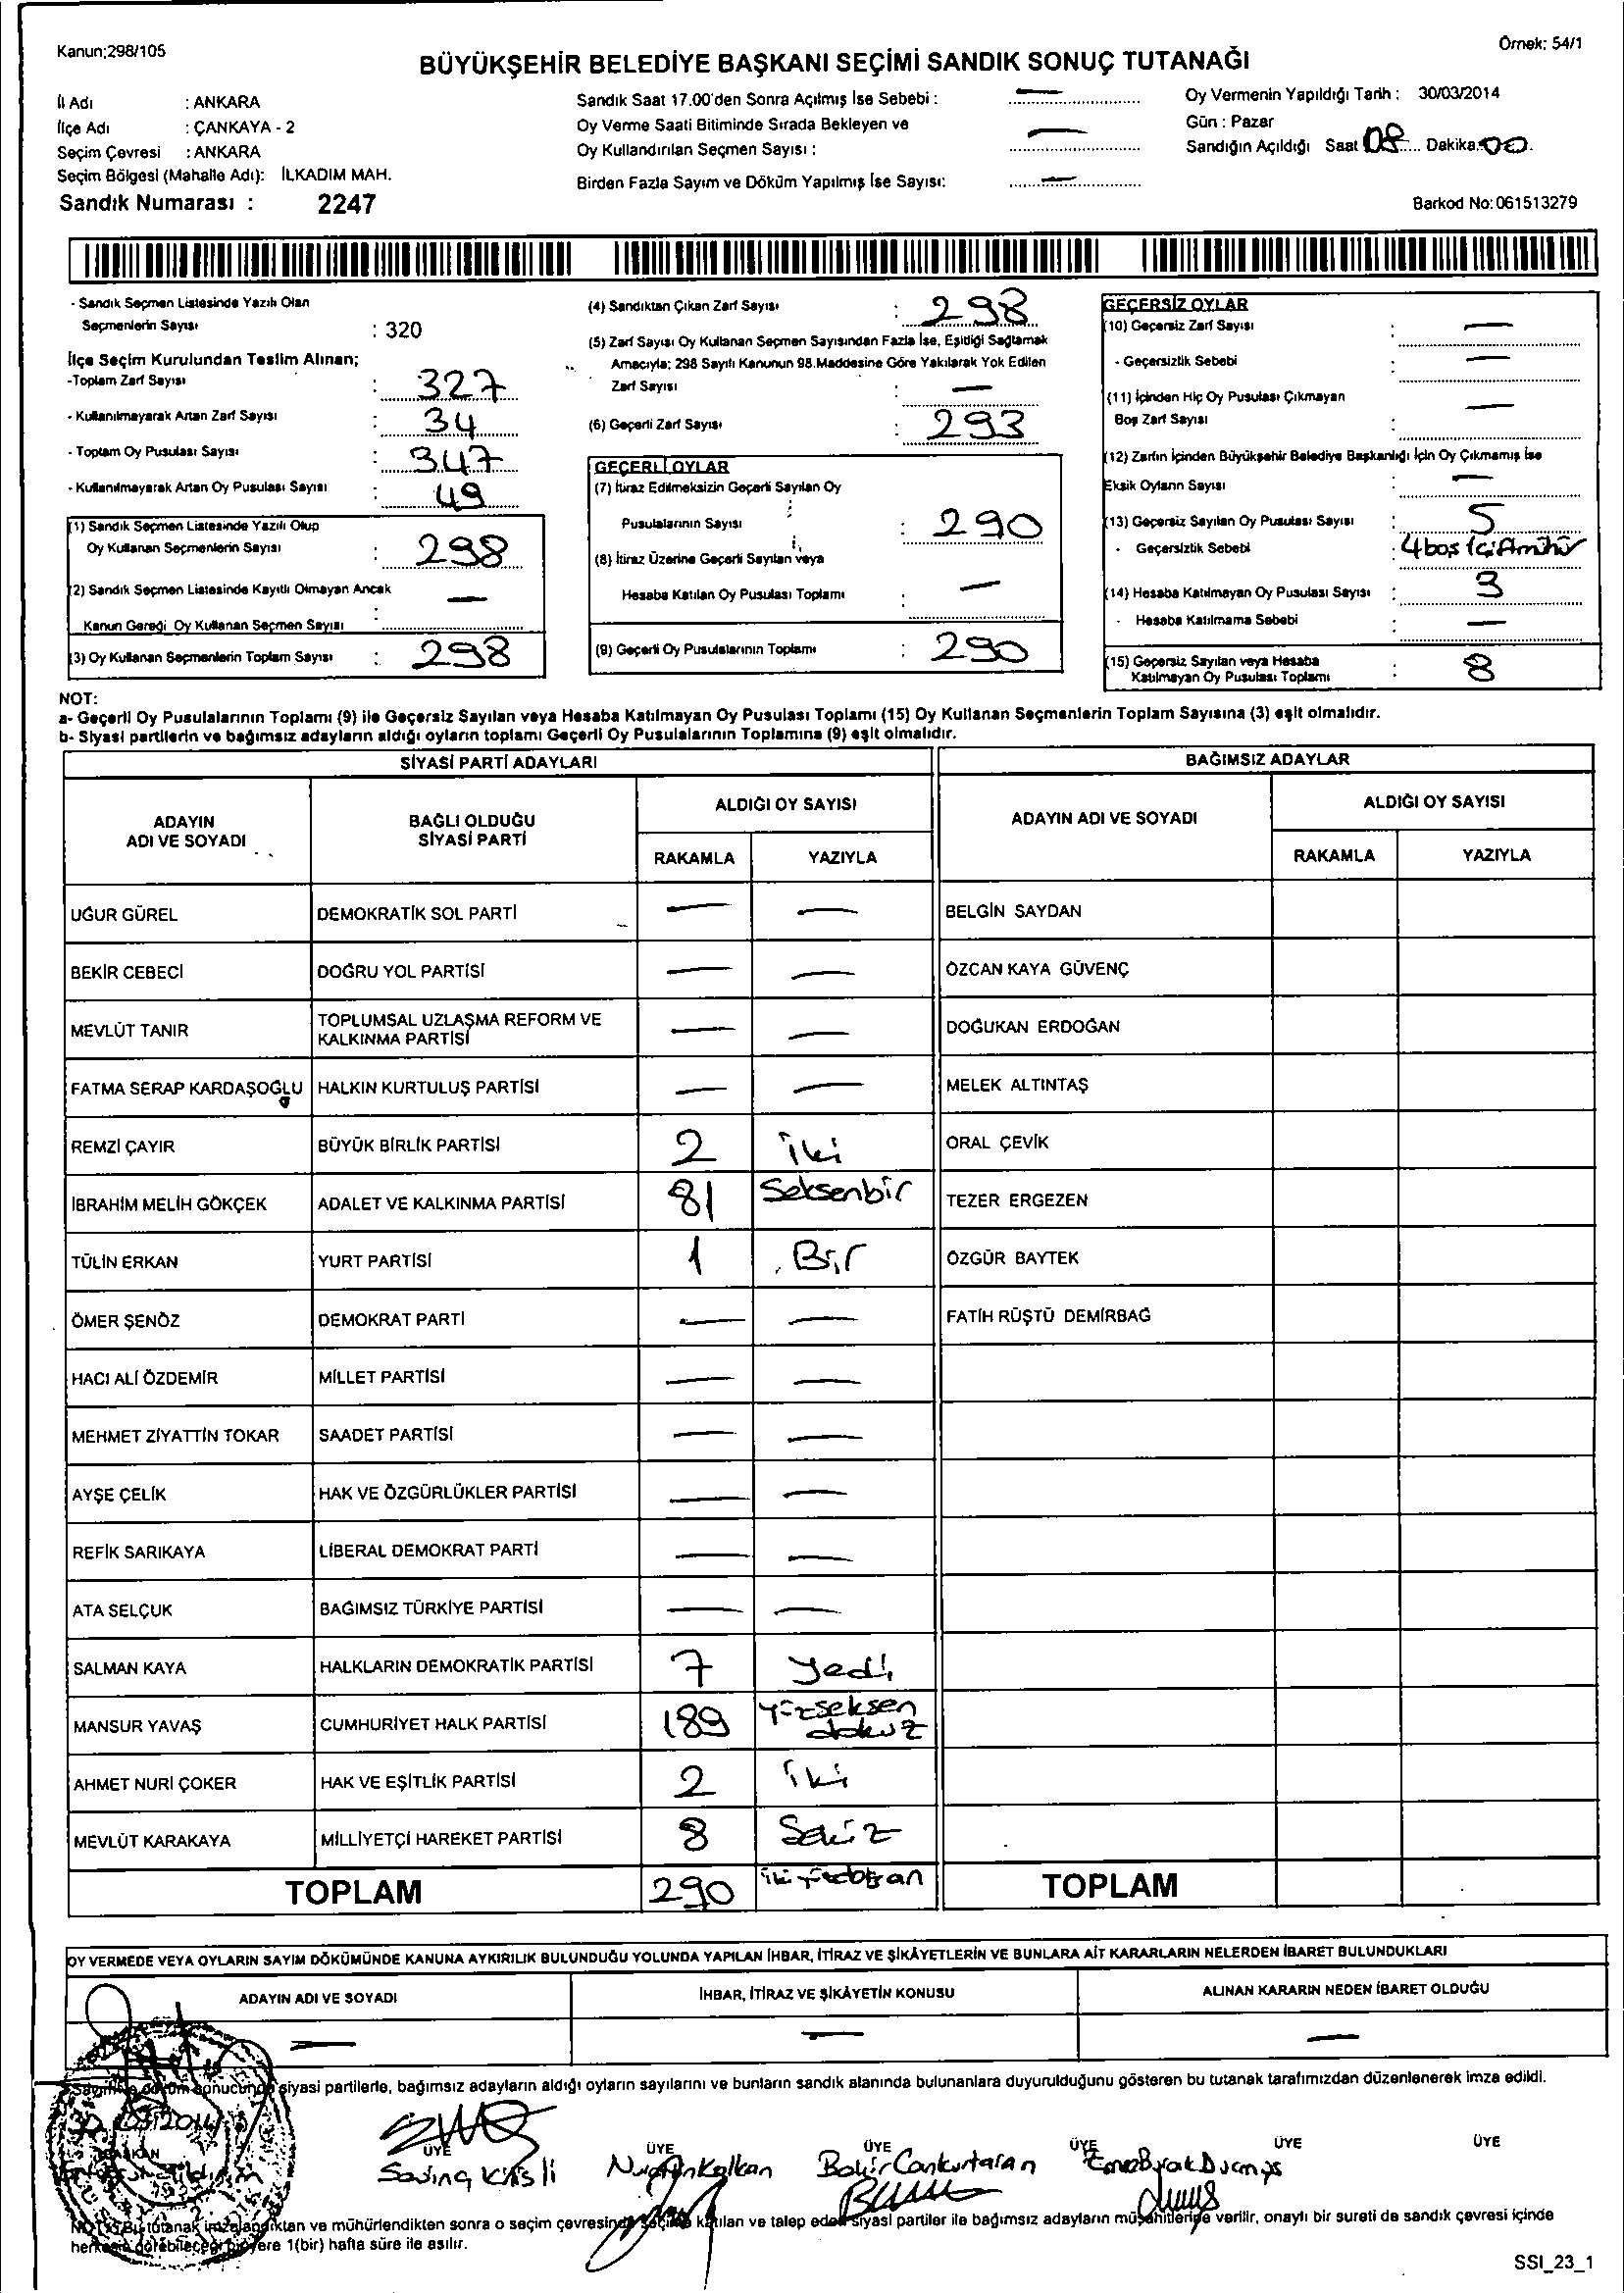 Kanun;298/105
Örnek: 54/1
BÜYÜKŞEHİR BELEDİYE BAŞKANI SEÇİMİ SANDIK SONUÇ TUTANAĞI
İl Adı : ANKARA
İlçe Adı : ÇANKAYA - 2
Seçim Çevresi : ANKARA
Seçim Bölgesi (Mahalle Adı): İLKADIM MAH.
Sandık Numarası : 2247
Sandık Saat 17.00'den Sonra Açılmış İse Sebebi : —
Oy Verme Saati Bitiminde Sırada Bekleyen ve
Oy Kullandırılan Seçmen Sayısı : —
Birden Fazla Sayım ve Döküm Yapılmış İse Sayısı: —
Oy Vermenin Yapıldığı Tarih : 30/03/2014
Gün : Pazar
Sandığın Açıldığı Saat 08 Dakika 00
Barkod No:061513279
- Sandık Seçmen Listesinde Yazılı Olan
Seçmenlerin Sayısı : 320
İlçe Seçim Kurulundan Teslim Alınan;
-Toplam Zarf Sayısı : 327
- Kullanılmayarak Artan Zarf Sayısı : 34
- Toplam Oy Pusulası Sayısı : 347
- Kullanılmayarak Artan Oy Pusulası Sayısı : 49
(1) Sandık Seçmen Listesinde Yazılı Olup
Oy Kullanan Seçmenlerin Sayısı : 298
(2) Sandık Seçmen Listesinde Kayıtlı Olmayan Ancak
Kanun Gereği Oy Kullanan Seçmen Sayısı : —
(3) Oy Kullanan Seçmenlerin Toplam Sayısı : 298
(4) Sandıktan Çıkan Zarf Sayısı : 298
(5) Zarf Sayısı Oy Kullanan Seçmen Sayısından Fazla İse, Eşitliği Sağlamak
Amacıyla; 298 Sayılı Kanunun 98.Maddesine Göre Yakılarak Yok Edilen
Zarf Sayısı : —
(6) Geçerli Zarf Sayısı : 293
GEÇERLİ OYLAR
(7) İtiraz Edilmeksizin Geçerli Sayılan Oy
Pusulalarının Sayısı : 290
(8) İtiraz Üzerine Geçerli Sayılan veya
Hesaba Katılan Oy Pusulası Toplamı : —
(9) Geçerli Oy Pusulalarının Toplamı : 290
GEÇERSİZ OYLAR
(10) Geçersiz Zarf Sayısı : —
- Geçersizlik Sebebi : —
(11) İçinden Hiç Oy Pusulası Çıkmayan
Boş Zarf Sayısı : —
(12) Zarfın İçinden Büyükşehir Belediye Başkanlığı İçin Oy Çıkmamış İse
Eksik Oyların Sayısı : —
(13) Geçersiz Sayılan Oy Pusulası Sayısı : 5
- Geçersizlik Sebebi : 4 boş
(14) Hesaba Katılmayan Oy Pusulası Sayısı : 3
- Hesaba Katılmama Sebebi : —
(15) Geçersiz Sayılan veya Hesaba
Katılmayan Oy Pusulası Toplamı : 8
NOT:
a- Geçerli Oy Pusulalarının Toplamı (9) ile Geçersiz Sayılan veya Hesaba Katılmayan Oy Pusulası Toplamı (15) Oy Kullanan Seçmenlerin Toplam Sayısına (3) eşit olmalıdır.
b- Siyasi partilerin ve bağımsız adayların aldığı oyların toplamı Geçerli Oy Pusulalarının Toplamına (9) eşit olmalıdır.
SİYASİ PARTİ ADAYLARI
BAĞIMSIZ ADAYLAR
ADAYIN ADI VE SOYADI
BAĞLI OLDUĞU SİYASİ PARTİ
ALDIĞI OY SAYISI
RAKAMLA YAZIYLA
ADAYIN ADI VE SOYADI
ALDIĞI OY SAYISI
RAKAMLA YAZIYLA
UĞUR GÜREL DEMOKRATİK SOL PARTİ — — BELGİN SAYDAN
BEKİR CEBECİ DOĞRU YOL PARTİSİ — — ÖZCAN KAYA GÜVENÇ
MEVLÜT TANIR TOPLUMSAL UZLAŞMA REFORM VE KALKINMA PARTİSİ — — DOĞUKAN ERDOĞAN
FATMA SERAP KARDAŞOĞLU HALKIN KURTULUŞ PARTİSİ — — MELEK ALTINTAŞ
REMZİ ÇAYIR BÜYÜK BİRLİK PARTİSİ 2 iki ORAL ÇEVİK
İBRAHİM MELİH GÖKÇEK ADALET VE KALKINMA PARTİSİ 81 Seksenbir TEZER ERGEZEN
TÜLİN ERKAN YURT PARTİSİ 1 Bir ÖZGÜR BAYTEK
ÖMER ŞENÖZ DEMOKRAT PARTİ — — FATİH RÜŞTÜ DEMİRBAĞ
HACI ALİ ÖZDEMİR MİLLET PARTİSİ — —
MEHMET ZİYATTİN TOKAR SAADET PARTİSİ — —
AYŞE ÇELİK HAK VE ÖZGÜRLÜKLER PARTİSİ — —
REFİK SARIKAYA LİBERAL DEMOKRAT PARTİ — —
ATA SELÇUK BAĞIMSIZ TÜRKİYE PARTİSİ — —
SALMAN KAYA HALKLARIN DEMOKRATİK PARTİSİ 7 yedi
MANSUR YAVAŞ CUMHURİYET HALK PARTİSİ 189 yüzseksen dokuz
AHMET NURİ ÇOKER HAK VE EŞİTLİK PARTİSİ 2 iki
MEVLÜT KARAKAYA MİLLİYETÇİ HAREKET PARTİSİ 8 Sekiz
TOPLAM 290 ikiyüzdoksan TOPLAM
OY VERMEDE VEYA OYLARIN SAYIM DÖKÜMÜNDE KANUNA AYKIRILIK BULUNDUĞU YOLUNDA YAPILAN İHBAR, İTİRAZ VE ŞİKÂYETLERİN VE BUNLARA AİT KARARLARIN NELERDEN İBARET BULUNDUKLARI
ADAYIN ADI VE SOYADI İHBAR, İTİRAZ VE ŞİKÂYETİN KONUSU ALINAN KARARIN NEDEN İBARET OLDUĞU
— — —
sonucunda siyasi partilerle, bağımsız adayların aldığı oyların sayılarını ve bunların sandık alanında bulunanlara duyurulduğunu gösteren bu tutanak tarafımızdan düzenlenerek imza edildi.
ÜYE ÜYE ÜYE ÜYE ÜYE ÜYE
Kalkan Bakır Cankurtaran
Bu tutanak imzalandıktan ve mühürlendikten sonra o seçim çevresinde seçime katılan ve talep eden siyasi partiler ile bağımsız adayların müşahitlerine verilir, onaylı bir sureti de sandık çevresi içinde
herkesin görebileceği bir yere 1(bir) hafta süre ile asılır.
SSI_23_1